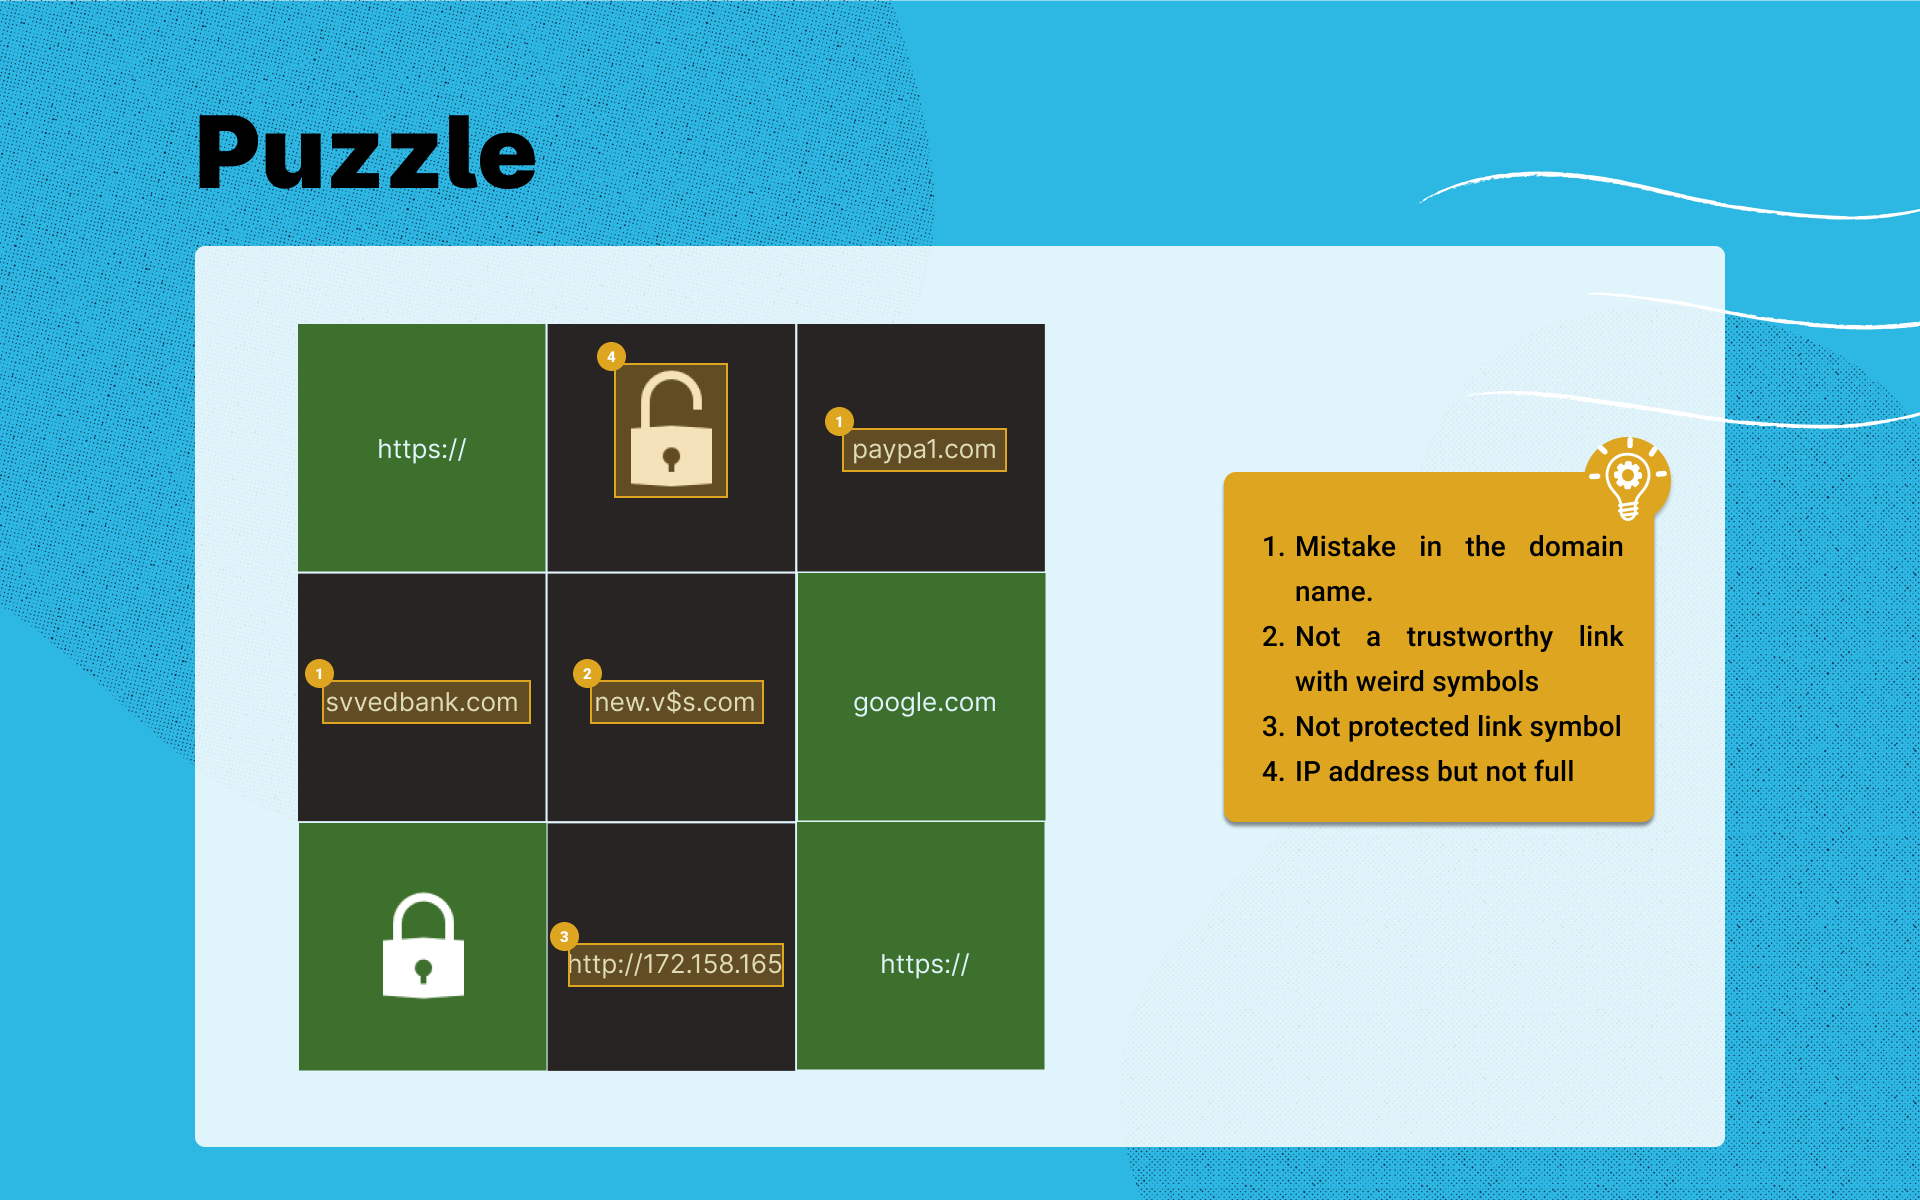 Puzzle
https://
4
1
paypa1.com
1
svvedbank.com
2
new.v$s.com
google.com
3
http://172.158.165
https://
1. Mistake in the domain
name.
2. Not a trustworthy link
with weird symbols
3. Not protected link symbol
4. IP address but not full